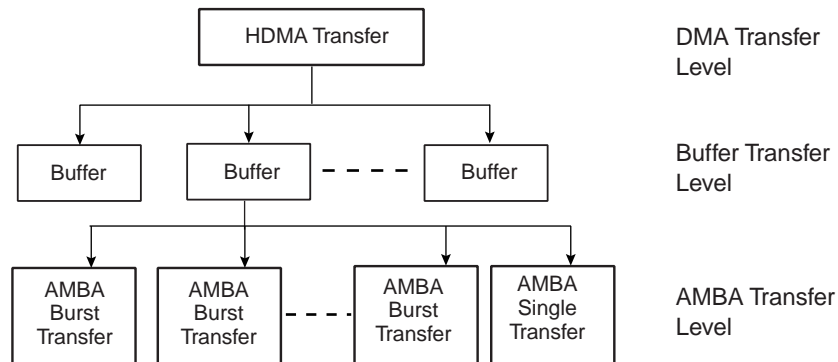 HDMA Transfer
DMA Transfer
Level
Buffer
Buffer
Buffer
Buffer Transfer
Level
AMBA
Burst
Transfer
AMBA
Burst
Transfer
AMBA
Burst
Transfer
AMBA
Single
Transfer
AMBA Transfer
Level